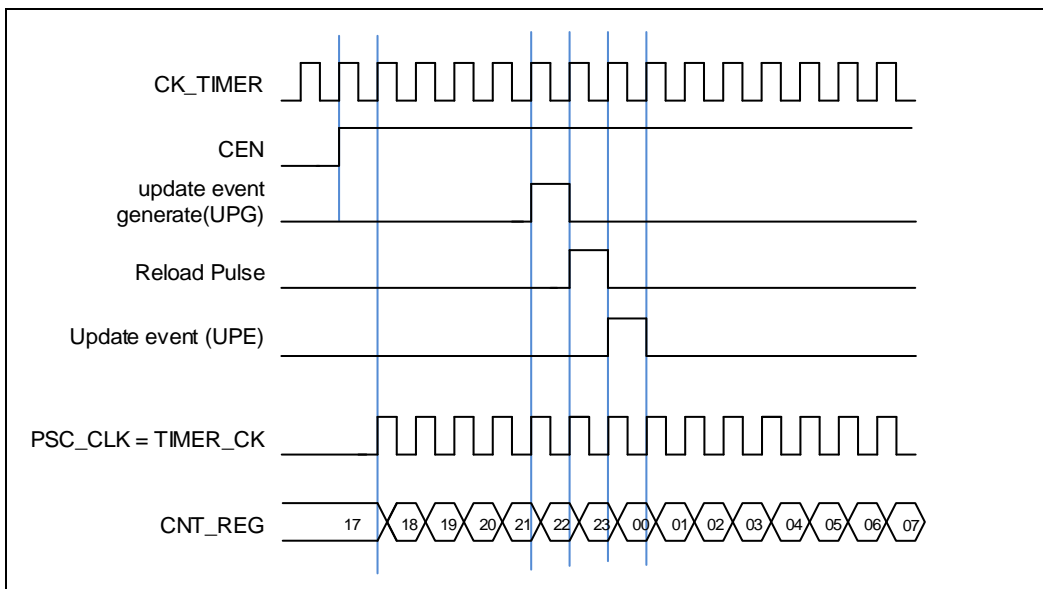 CK_TIMER
CEN
update event
generate(UPG)
Reload Pulse
Update event (UPE)
PSC_CLK = TIMER_CK
CNT_REG 17 18 19 20 21 22 23 00 01 02 03 04 05 06 07